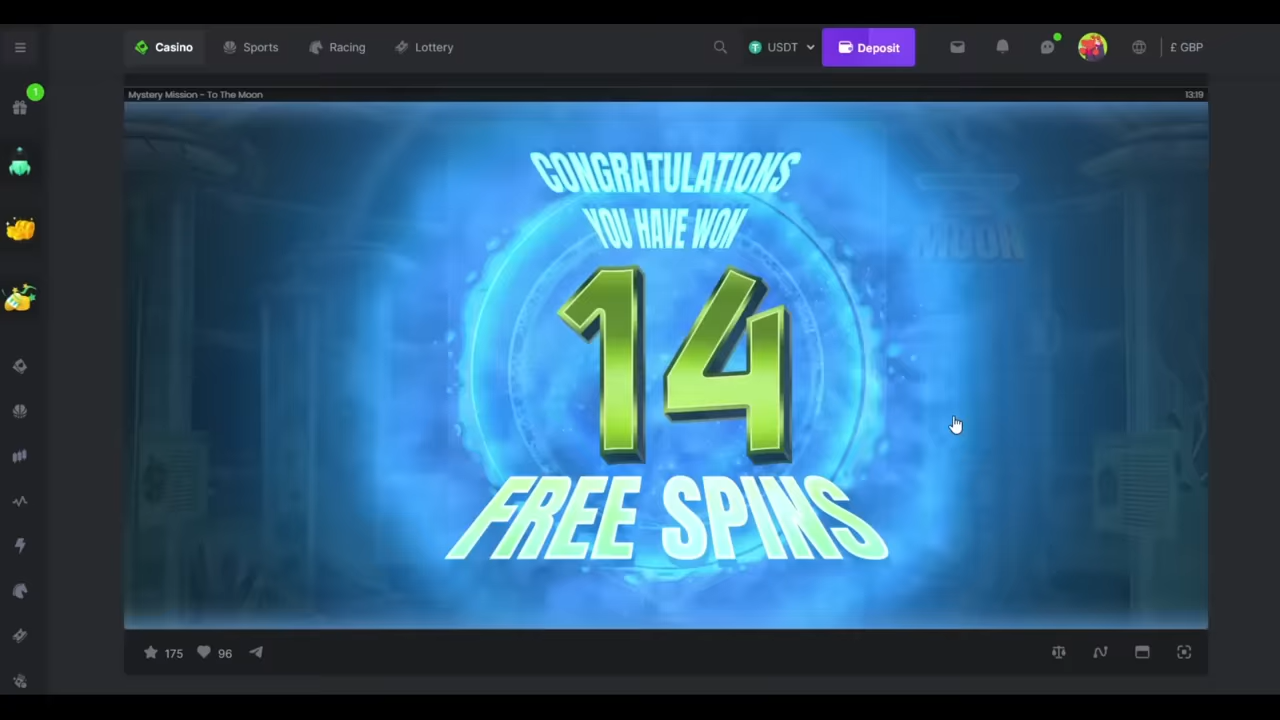 Casino Sports Racing Lottery USDT Deposit £ GBP
1
Mystery Mission - To The Moon 13:19
CONGRATULATIONS
YOU HAVE WON
MOON
14
FREE SPINS
175 96